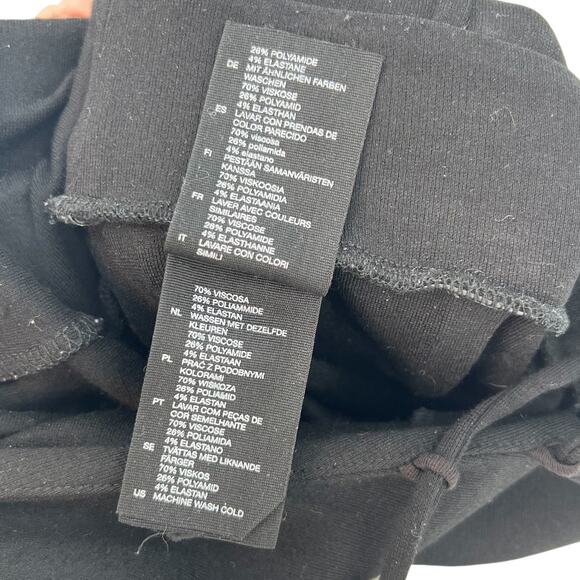 26% POLYAMIDE
4% ELASTANE
DE MIT ÄHNLICHEN FARBEN
WASCHEN
70% VISKOSE
26% POLYAMID
4% ELASTHAN
ES LAVAR CON PRENDAS DE
COLOR PARECIDO
70% viscosa
26% poliamida
4% elastano
FI PESTÄÄN SAMANVÄRISTEN
KANSSA
70% VISKOOSIA
26% POLYAMIDIA
4% ELASTAANIA
FR LAVER AVEC COULEURS
SIMILAIRES
70% VISCOSE
26% POLYAMIDE
4% ELASTHANNE
IT LAVARE CON COLORI
SIMILI
70% VISCOSA
26% POLIAMMIDE
4% ELASTAN
NL WASSEN MET DEZELFDE
KLEUREN
70% VISCOSE
26% POLYAMIDE
4% ELASTAAN
PL PRAĆ Z PODOBNYMI
KOLORAMI
70% WISKOZA
26% POLIAMID
4% ELASTAN
PT LAVAR COM PEÇAS DE
COR SEMELHANTE
70% VISCOSE
26% POLIAMIDA
4% ELASTANO
SE TVÄTTAS MED LIKNANDE
FÄRGER
70% VISKOS
26% POLYAMID
4% ELASTAN
US MACHINE WASH COLD